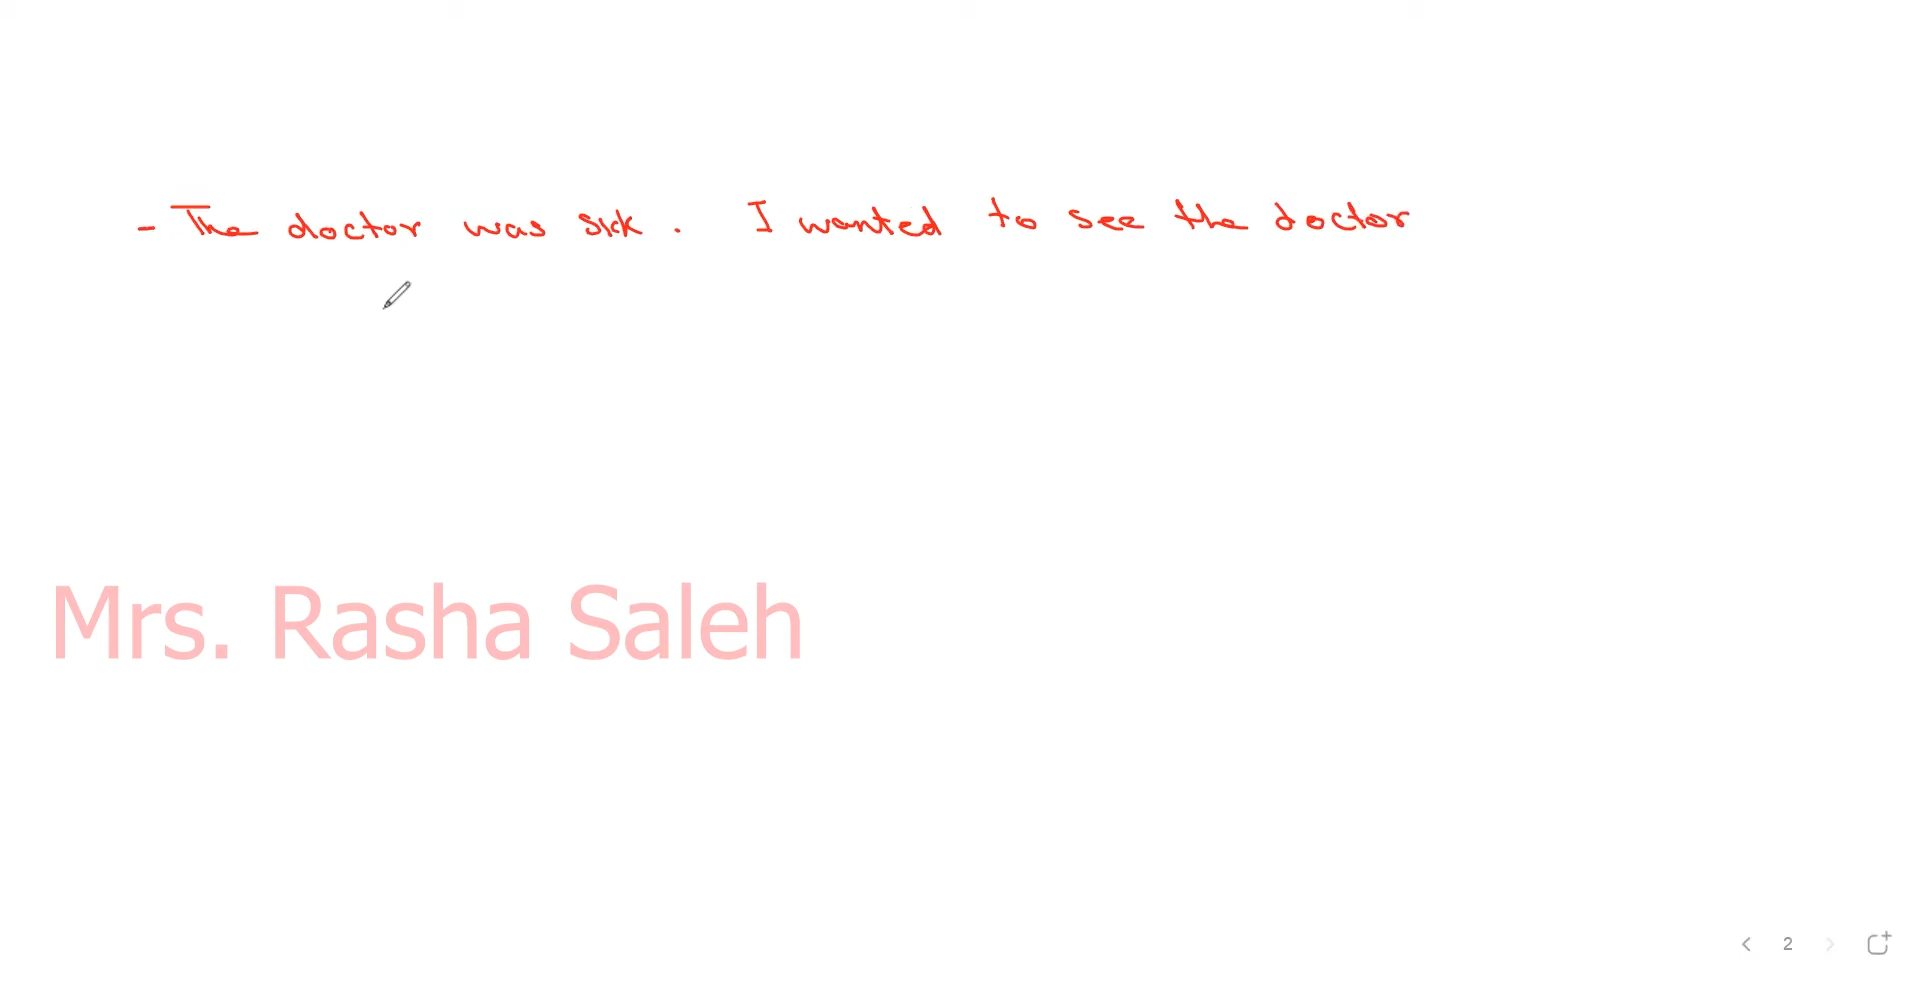 - The doctor was sick. I wanted to see the doctor
Mrs. Rasha Saleh
2